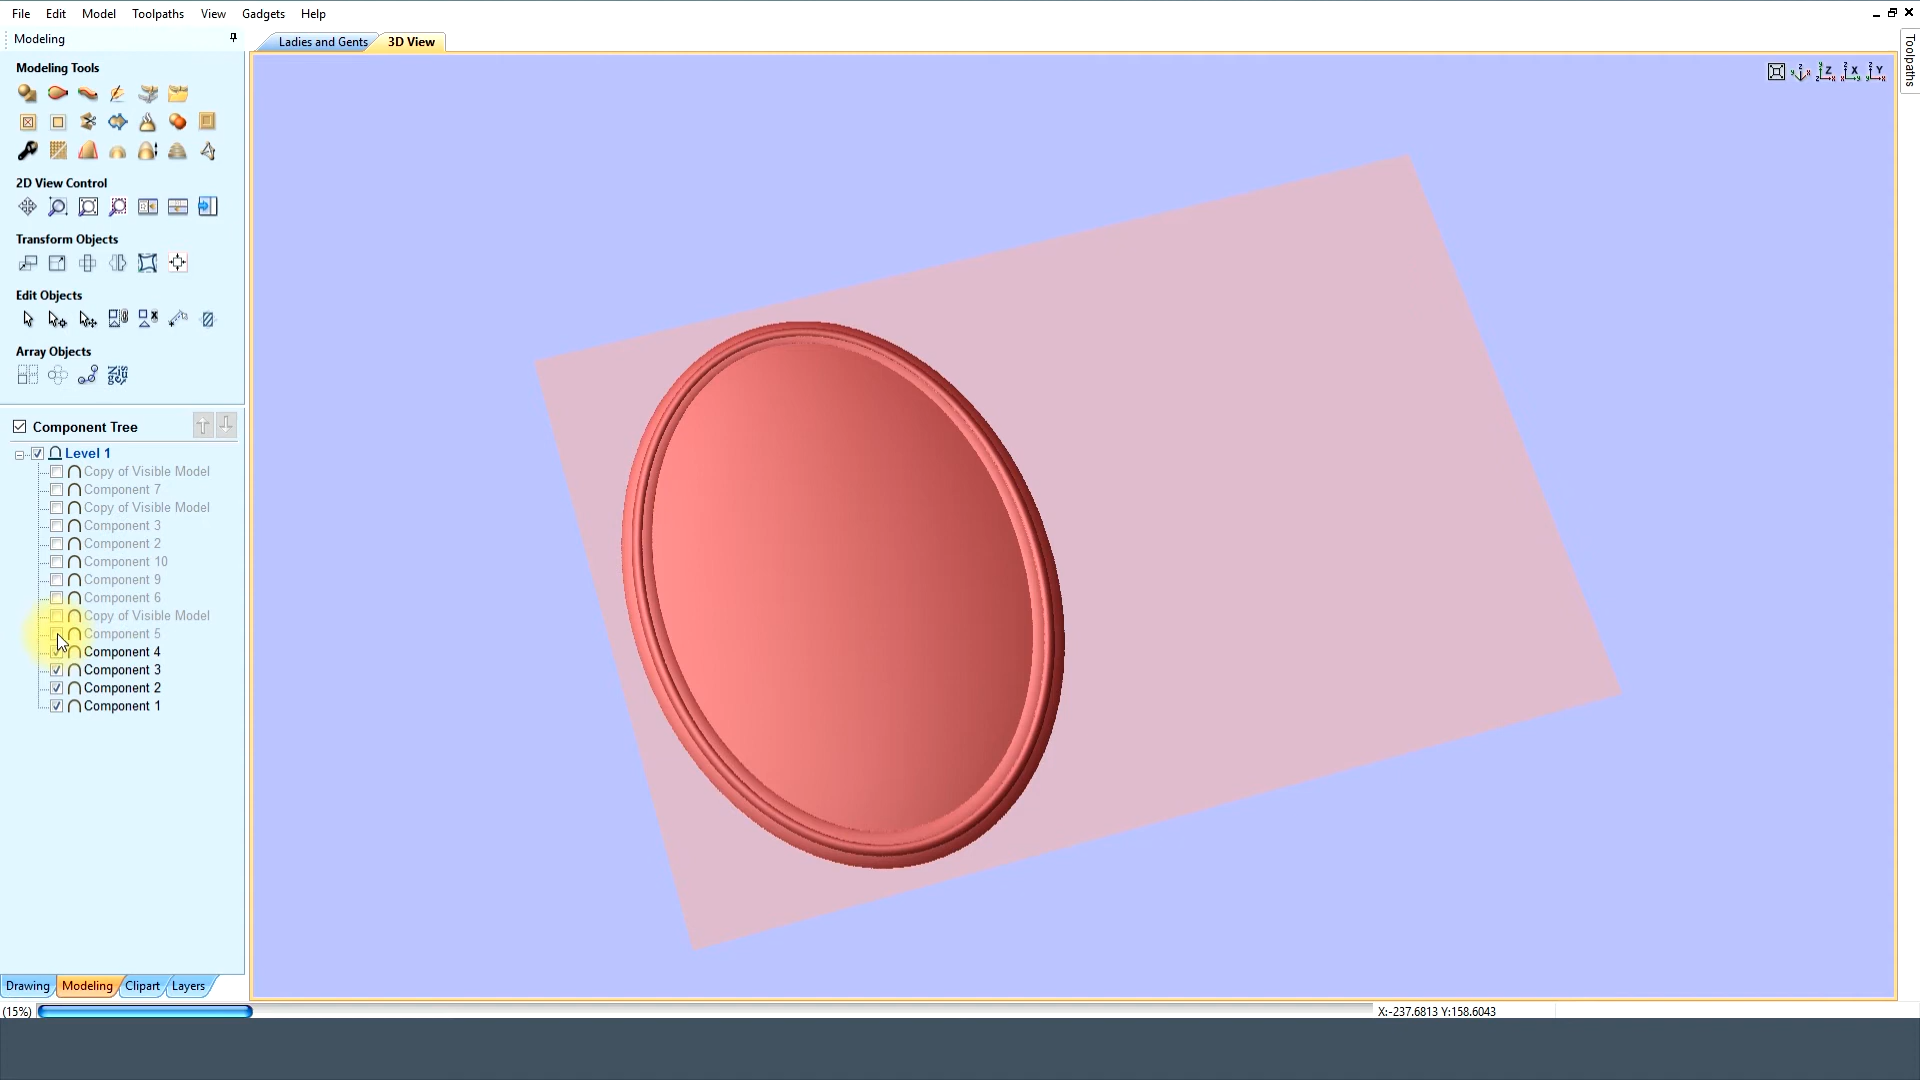 File Edit Model Toolpaths View Gadgets Help
Modeling
Ladies and Gents
3D View
Toolpaths
Modeling Tools
2D View Control
Transform Objects
Edit Objects
Array Objects
Component Tree
Level 1
Copy of Visible Model
Component 7
Copy of Visible Model
Component 3
Component 2
Component 10
Component 9
Component 6
Copy of Visible Model
Component 5
Component 4
Component 3
Component 2
Component 1
Drawing Modeling Clipart Layers
(15%)
X:-237.6813 Y:158.6043